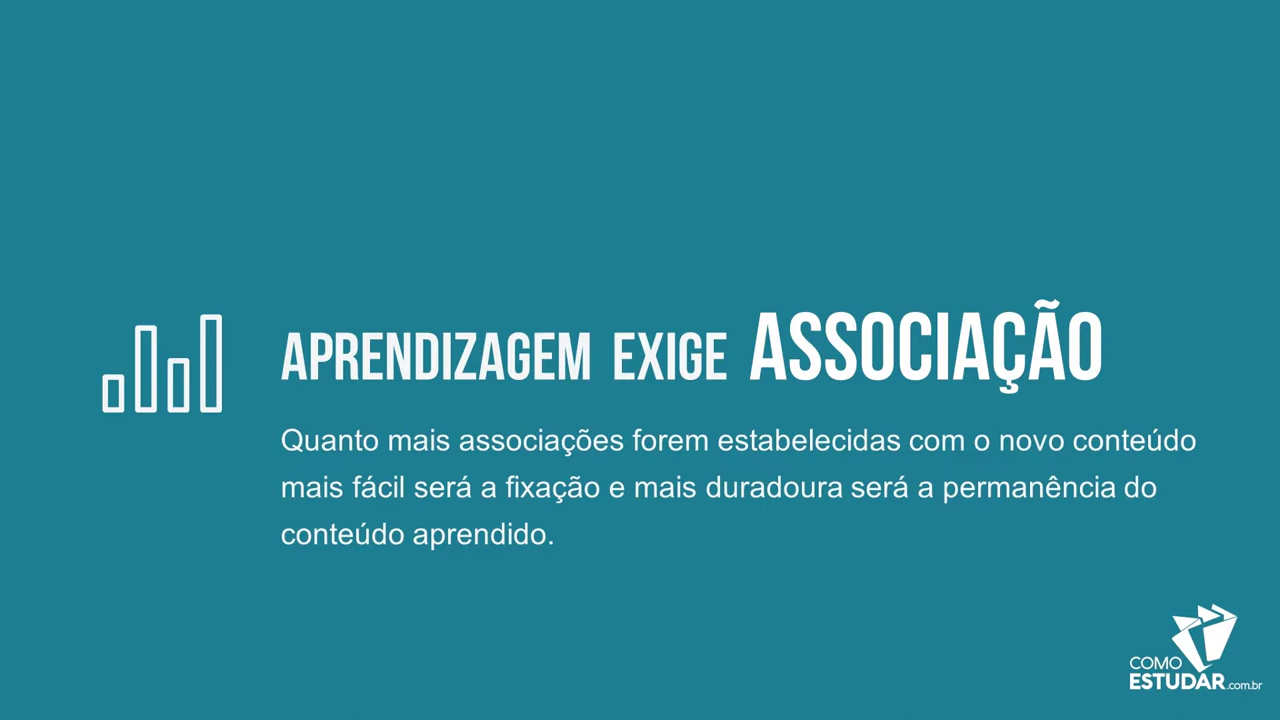 APRENDIZAGEM EXIGE ASSOCIAÇÃO
Quanto mais associações forem estabelecidas com o novo conteúdo
mais fácil será a fixação e mais duradoura será a permanência do
conteúdo aprendido.
COMO
ESTUDAR.com.br